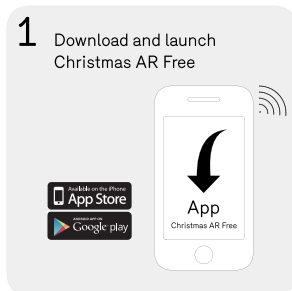 1
Download and launch
Christmas AR Free
Available on the iPhone
App Store
ANDROID APP ON
Google play
App
Christmas AR Free